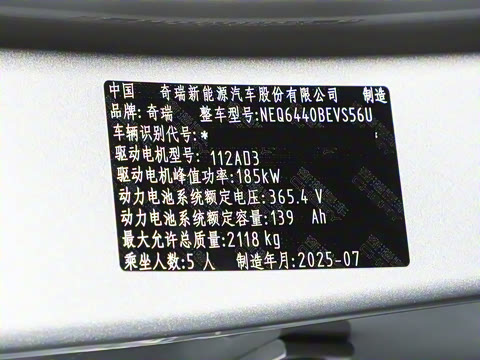 中国 奇瑞新能源汽车股份有限公司 制造
品牌: 奇瑞 整车型号:NEQ6440BEVS56U
车辆识别代号:*
驱动电机型号: 112AD3
驱动电机峰值功率:185kW
动力电池系统额定电压:365.4 V
动力电池系统额定容量:139 Ah
最大允许总质量:2118 kg
乘坐人数:5 人 制造年月:2025-07